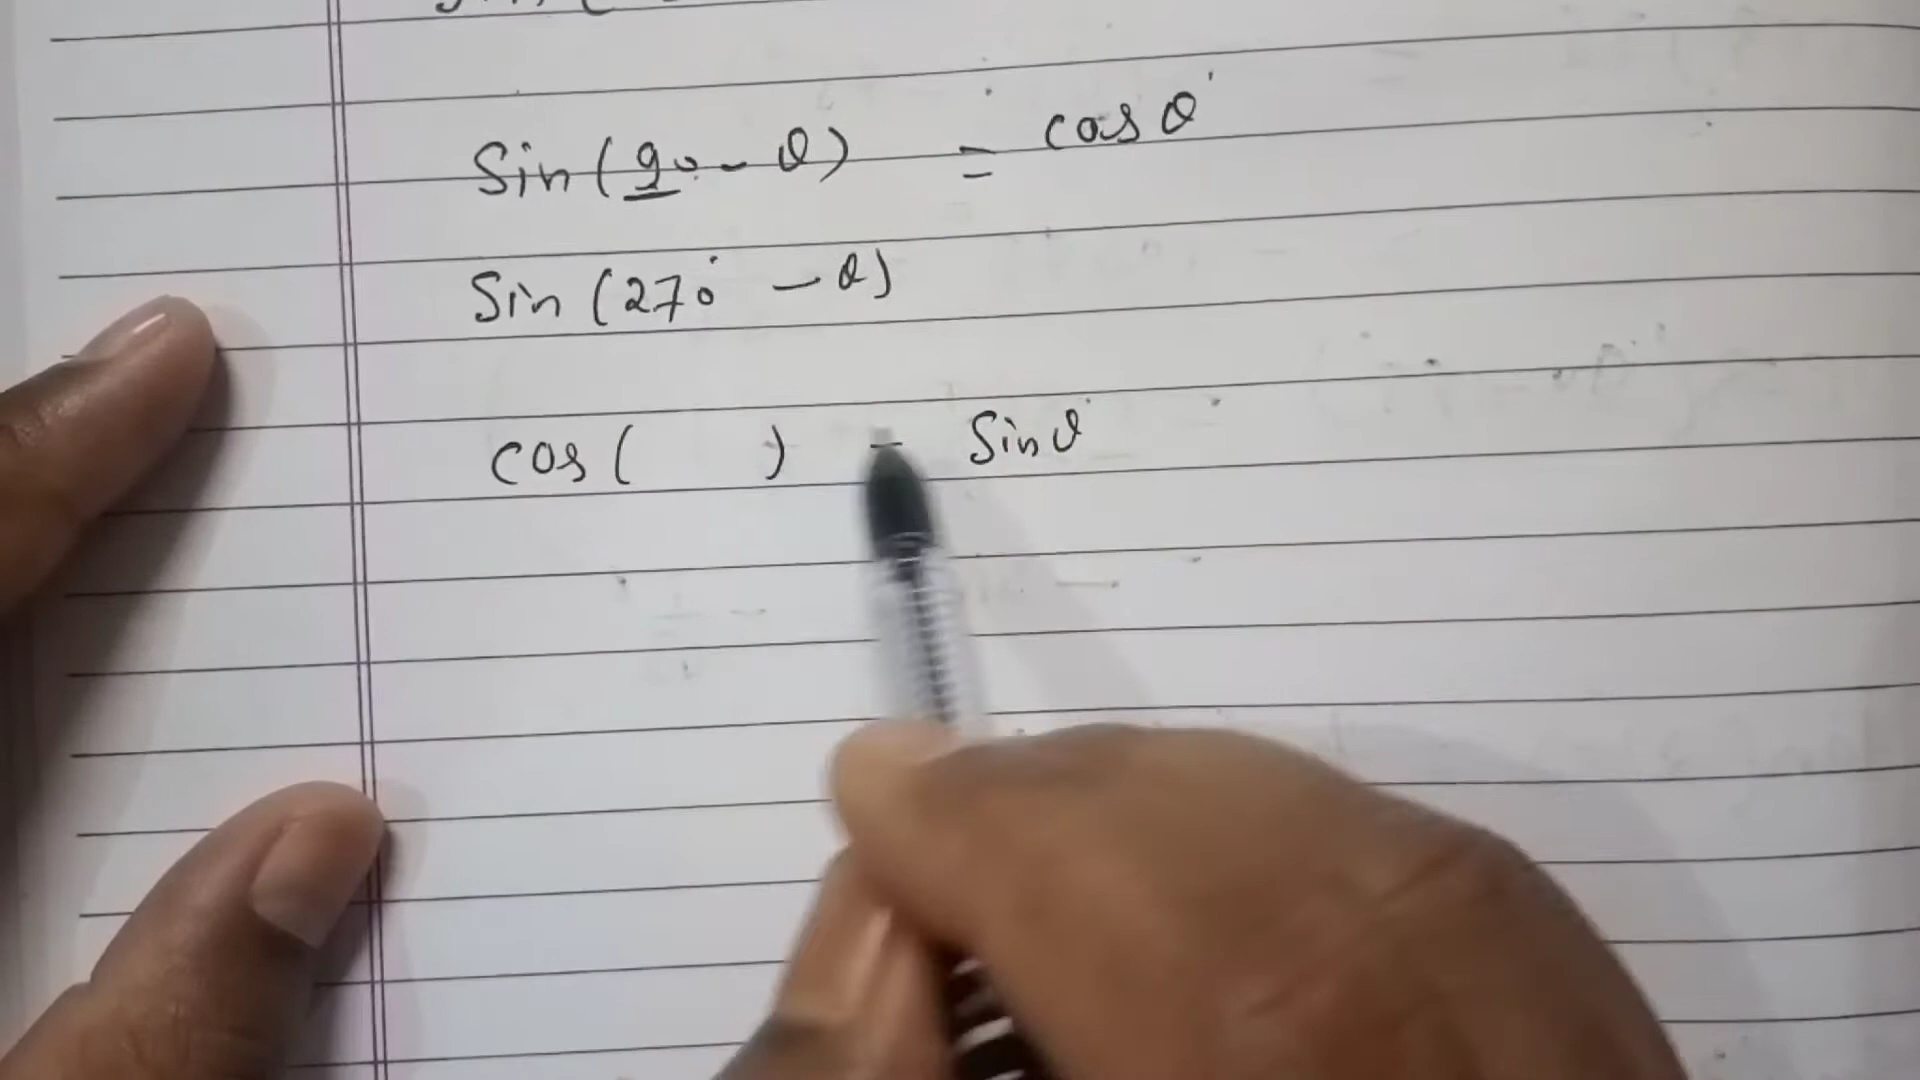 Sin (90 - θ) = cos θ
Sin (270° - θ)
cos ( ) = Sin θ